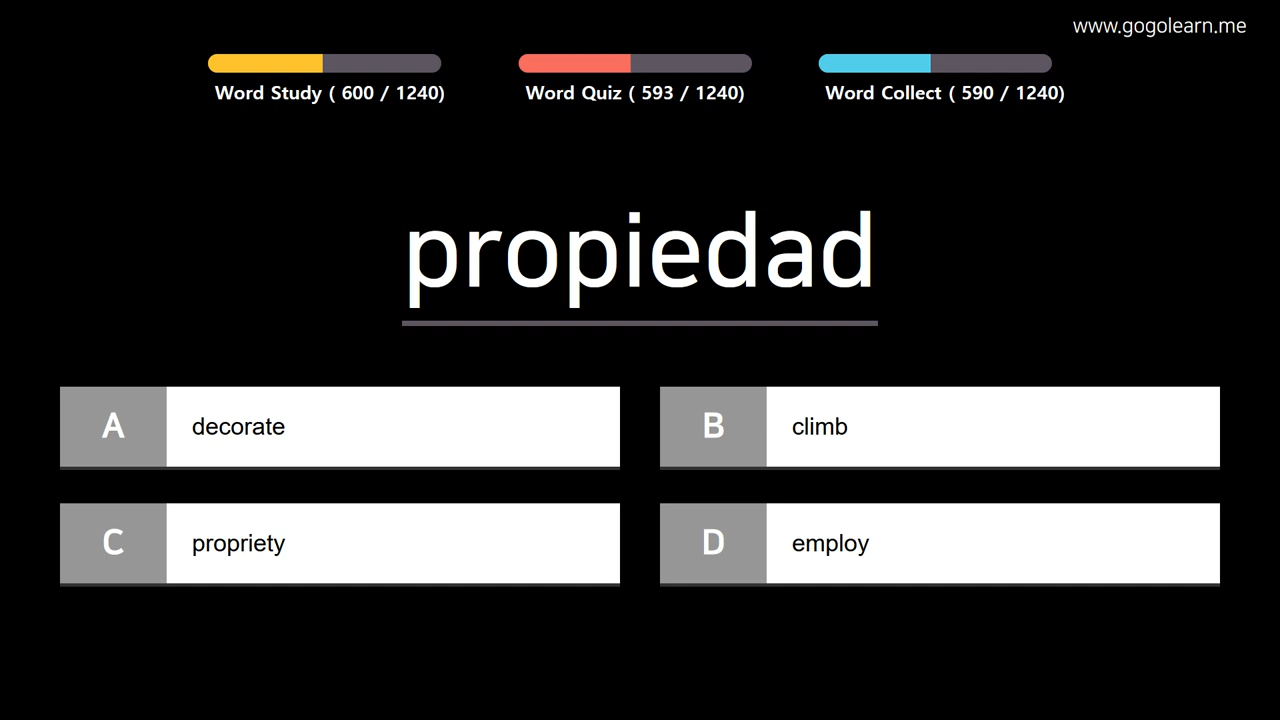 www.gogolearn.me
Word Study ( 600 / 1240)
Word Quiz ( 593 / 1240)
Word Collect ( 590 / 1240)
propiedad
A decorate
B climb
C propriety
D employ